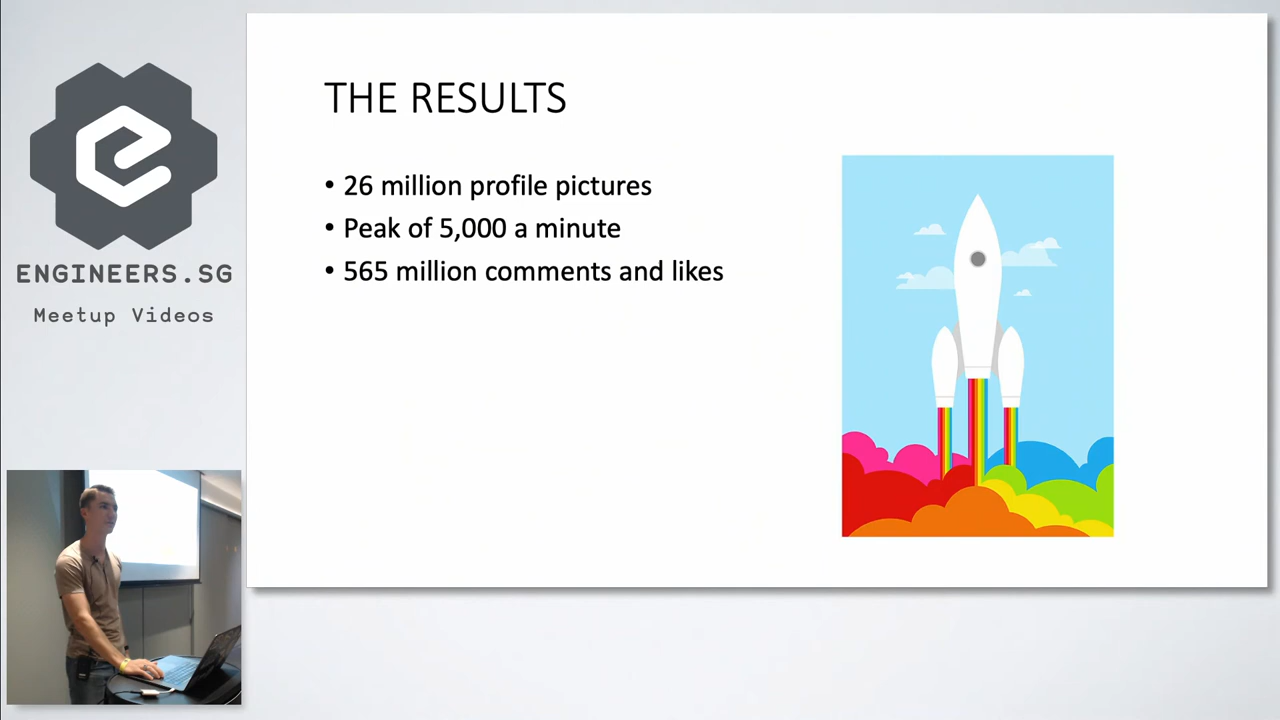 ENGINEERS.SG
Meetup Videos
THE RESULTS
• 26 million profile pictures
• Peak of 5,000 a minute
• 565 million comments and likes